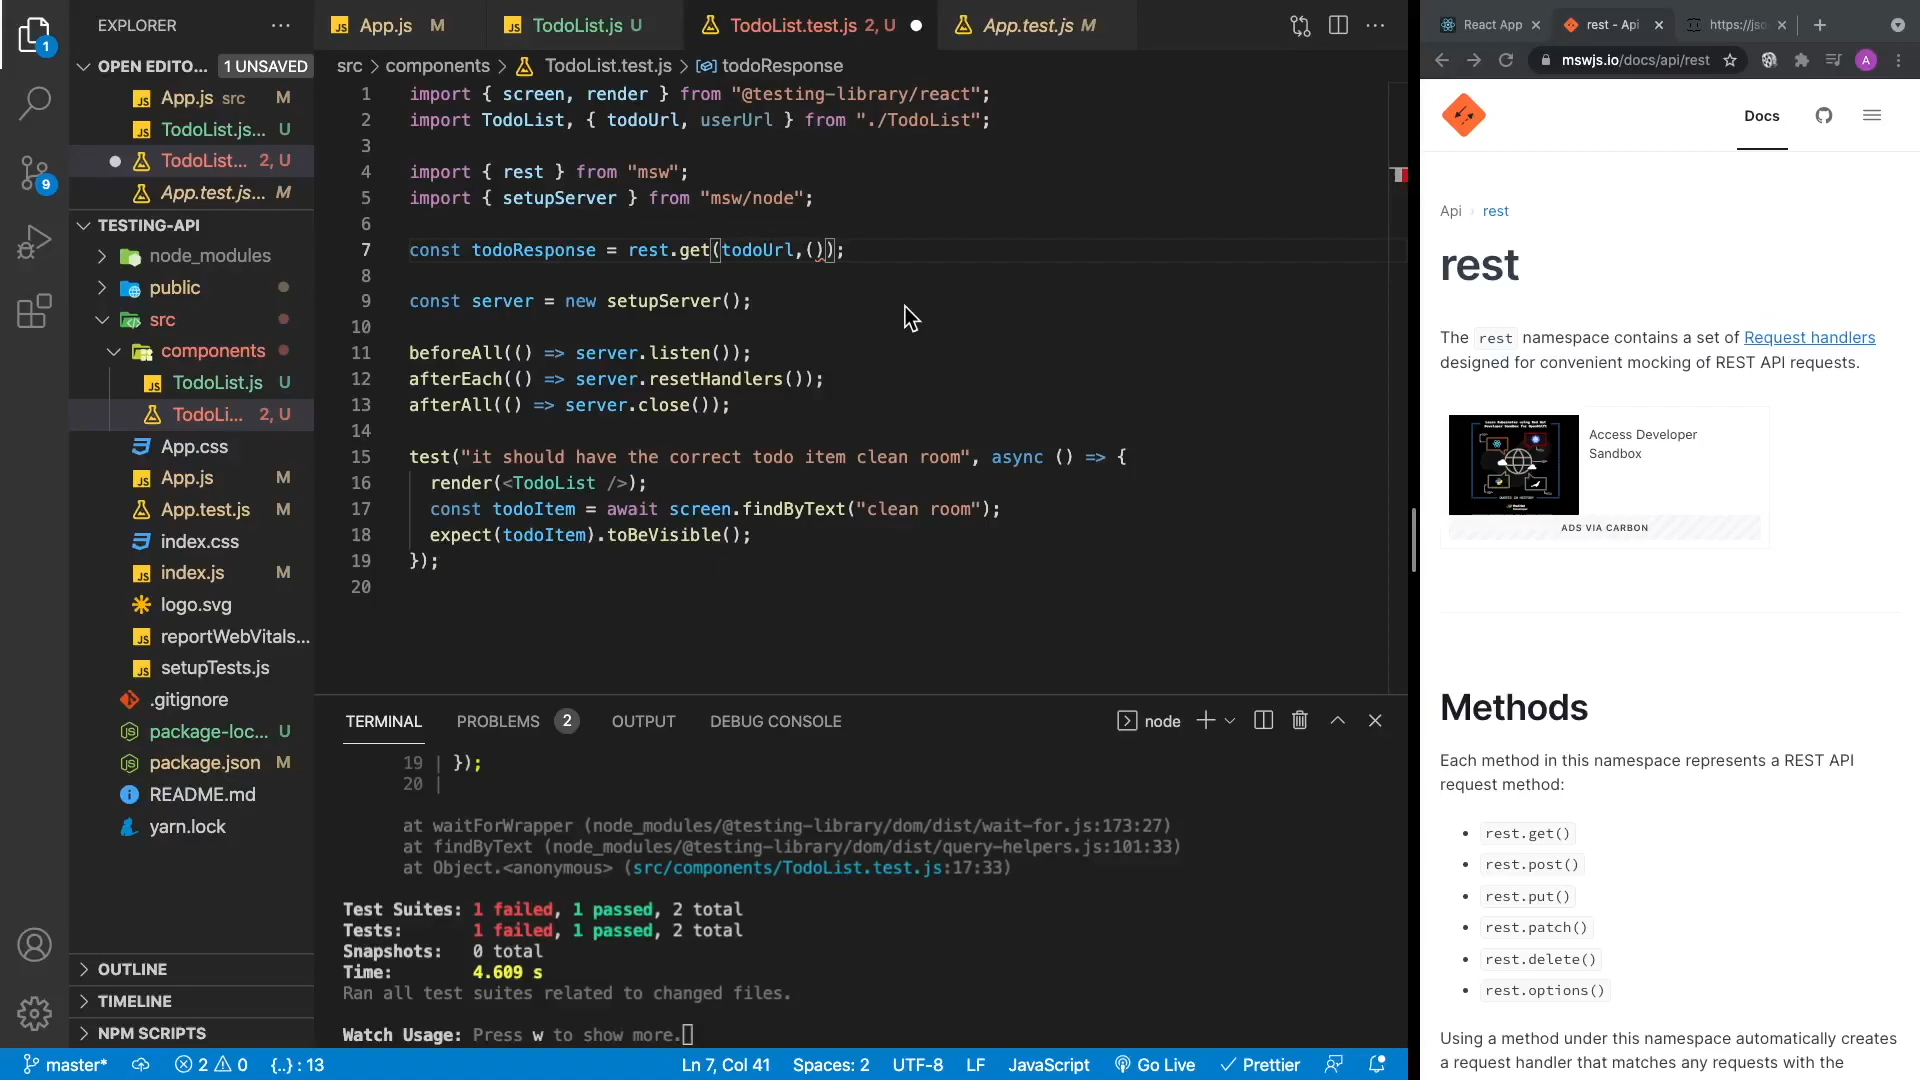 EXPLORER
OPEN EDITO... 1 UNSAVED
App.js src M
TodoList.js... U
TodoList... 2, U
App.test.js... M
TESTING-API
node_modules
public
src
components
TodoList.js U
TodoLi... 2, U
App.css
App.js M
App.test.js M
index.css
index.js M
logo.svg
reportWebVitals...
setupTests.js
.gitignore
package-loc... U
package.json M
README.md
yarn.lock
OUTLINE
TIMELINE
NPM SCRIPTS
1
9
App.js M
TodoList.js U
TodoList.test.js 2, U
App.test.js M
src > components > TodoList.test.js > todoResponse
1 import { screen, render } from "@testing-library/react";
2 import TodoList, { todoUrl, userUrl } from "./TodoList";
3
4 import { rest } from "msw";
5 import { setupServer } from "msw/node";
6
7 const todoResponse = rest.get(todoUrl,());
8
9 const server = new setupServer();
10
11 beforeAll(() => server.listen());
12 afterEach(() => server.resetHandlers());
13 afterAll(() => server.close());
14
15 test("it should have the correct todo item clean room", async () => {
16 render(<TodoList />);
17 const todoItem = await screen.findByText("clean room");
18 expect(todoItem).toBeVisible();
19 });
20
TERMINAL PROBLEMS 2 OUTPUT DEBUG CONSOLE node
19 | });
20 |
at waitForWrapper (node_modules/@testing-library/dom/dist/wait-for.js:173:27)
at findByText (node_modules/@testing-library/dom/dist/query-helpers.js:101:33)
at Object.<anonymous> (src/components/TodoList.test.js:17:33)
Test Suites: 1 failed, 1 passed, 2 total
Tests: 1 failed, 1 passed, 2 total
Snapshots: 0 total
Time: 4.609 s
Ran all test suites related to changed files.
Watch Usage: Press w to show more.
master* 2 0 {..} : 13 Ln 7, Col 41 Spaces: 2 UTF-8 LF JavaScript Go Live Prettier
React App
rest - Api
https://jso
mswjs.io/docs/api/rest
A
Docs
Api > rest
rest
The rest namespace contains a set of Request handlers
designed for convenient mocking of REST API requests.
Access Developer
Sandbox
ADS VIA CARBON
Methods
Each method in this namespace represents a REST API
request method:
rest.get()
rest.post()
rest.put()
rest.patch()
rest.delete()
rest.options()
Using a method under this namespace automatically creates
a request handler that matches any requests with the